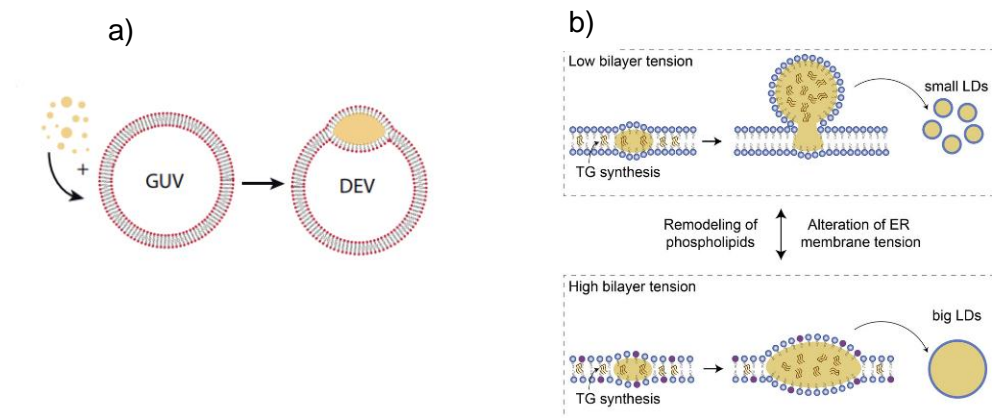 a)
+
GUV
DEV
b)
Low bilayer tension
small LDs
TG synthesis
Remodeling of
phospholipids
Alteration of ER
membrane tension
High bilayer tension
big LDs
TG synthesis